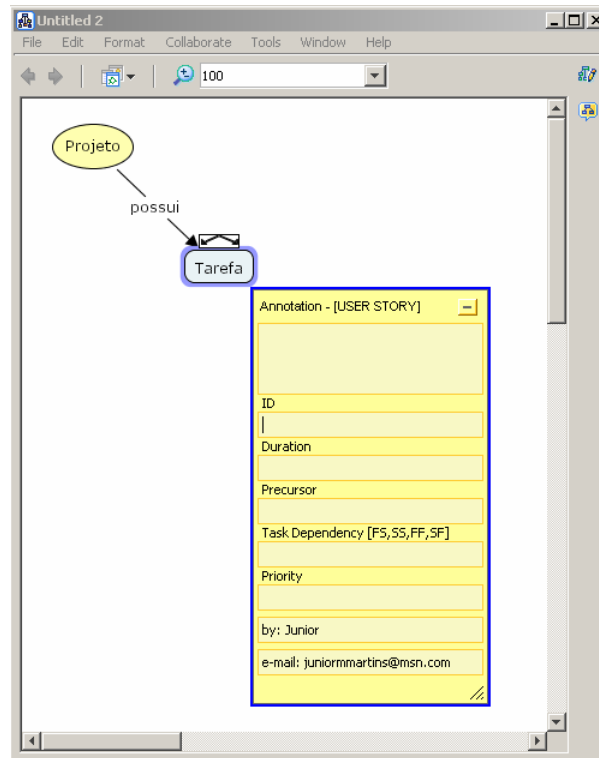 Untitled 2
File Edit Format Collaborate Tools Window Help
100
Projeto
possui
Tarefa
Annotation - [USER STORY]
ID
Duration
Precursor
Task Dependency [FS,SS,FF,SF]
Priority
by: Junior
e-mail: juniormmartins@msn.com